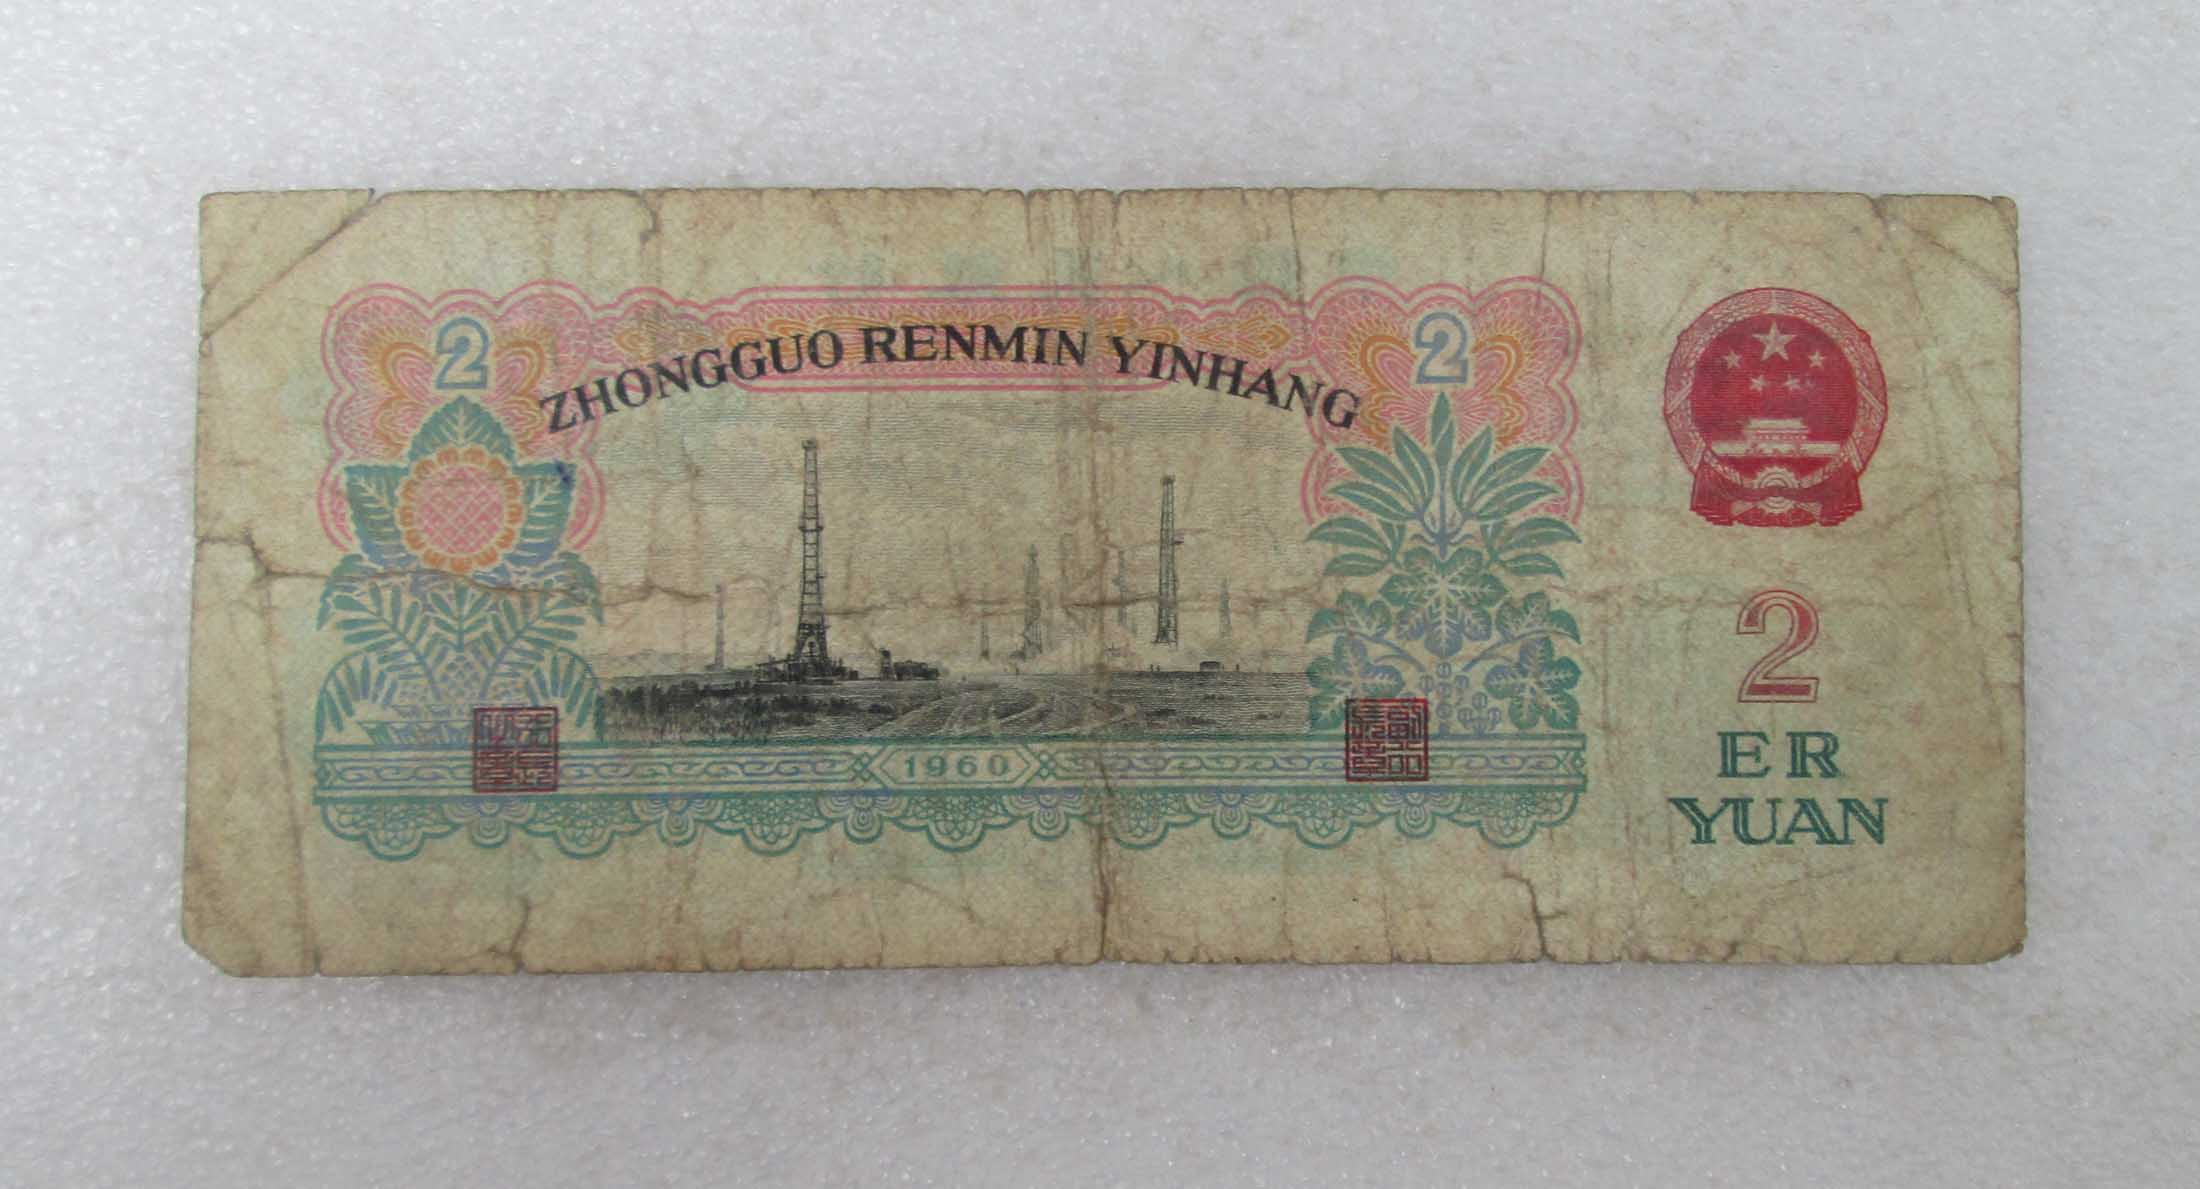 2
ZHONGGUO RENMIN YINHANG
2
1960
2
ER
YUAN